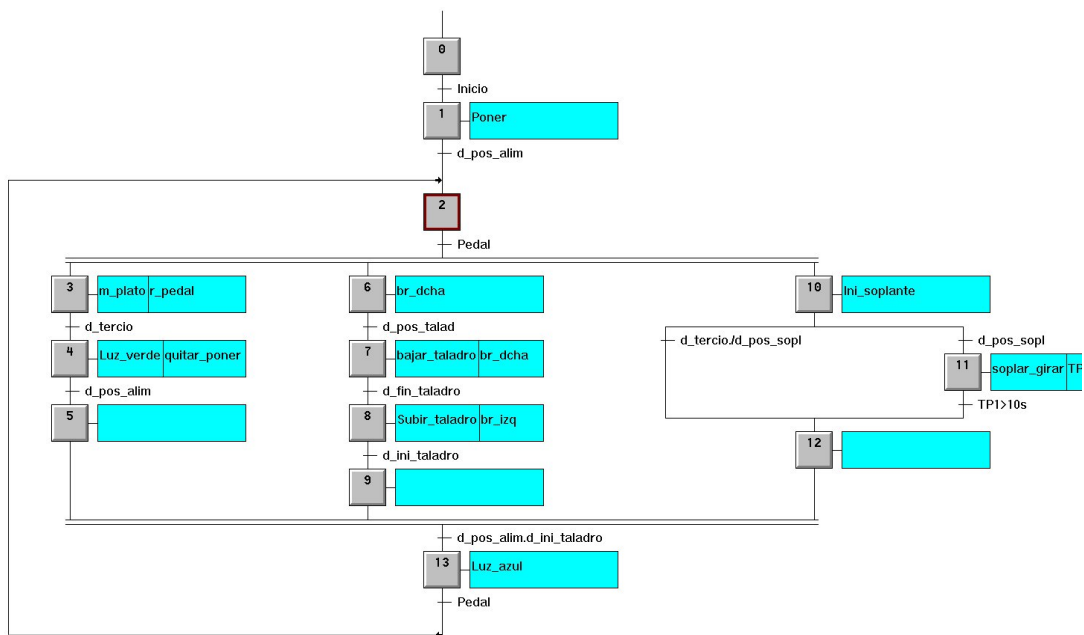 0
Inicio
1 Poner
d_pos_alim
2
Pedal
3 m_plato r_pedal
d_tercio
4 Luz_verde quitar_poner
d_pos_alim
5
6 br_dcha
d_pos_talad
7 bajar_taladro br_dcha
d_fin_taladro
8 Subir_taladro br_izq
d_ini_taladro
9
10 Ini_soplante
d_tercio./d_pos_sopl
d_pos_sopl
11 soplar_girar TP
TP1>10s
12
d_pos_alim.d_ini_taladro
13 Luz_azul
Pedal